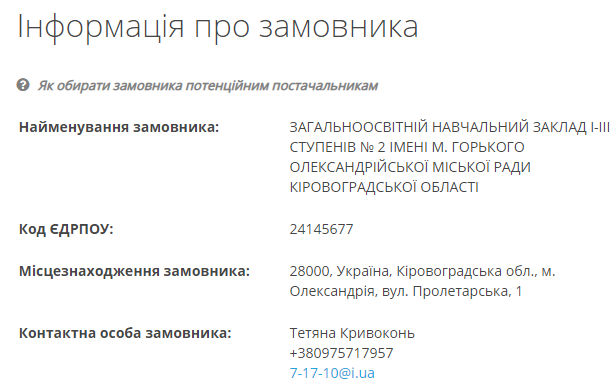 Інформація про замовника
Як обирати замовника потенційним постачальникам
Найменування замовника:
ЗАГАЛЬНООСВІТНІЙ НАВЧАЛЬНИЙ ЗАКЛАД І-ІІІ
СТУПЕНІВ № 2 ІМЕНІ М. ГОРЬКОГО
ОЛЕКСАНДРІЙСЬКОЇ МІСЬКОЇ РАДИ
КІРОВОГРАДСЬКОЇ ОБЛАСТІ
Код ЄДРПОУ:
24145677
Місцезнаходження замовника:
28000, Україна, Кіровоградська обл., м.
Олександрія, вул. Пролетарська, 1
Контактна особа замовника:
Тетяна Кривоконь
+380975717957
7-17-10@i.ua